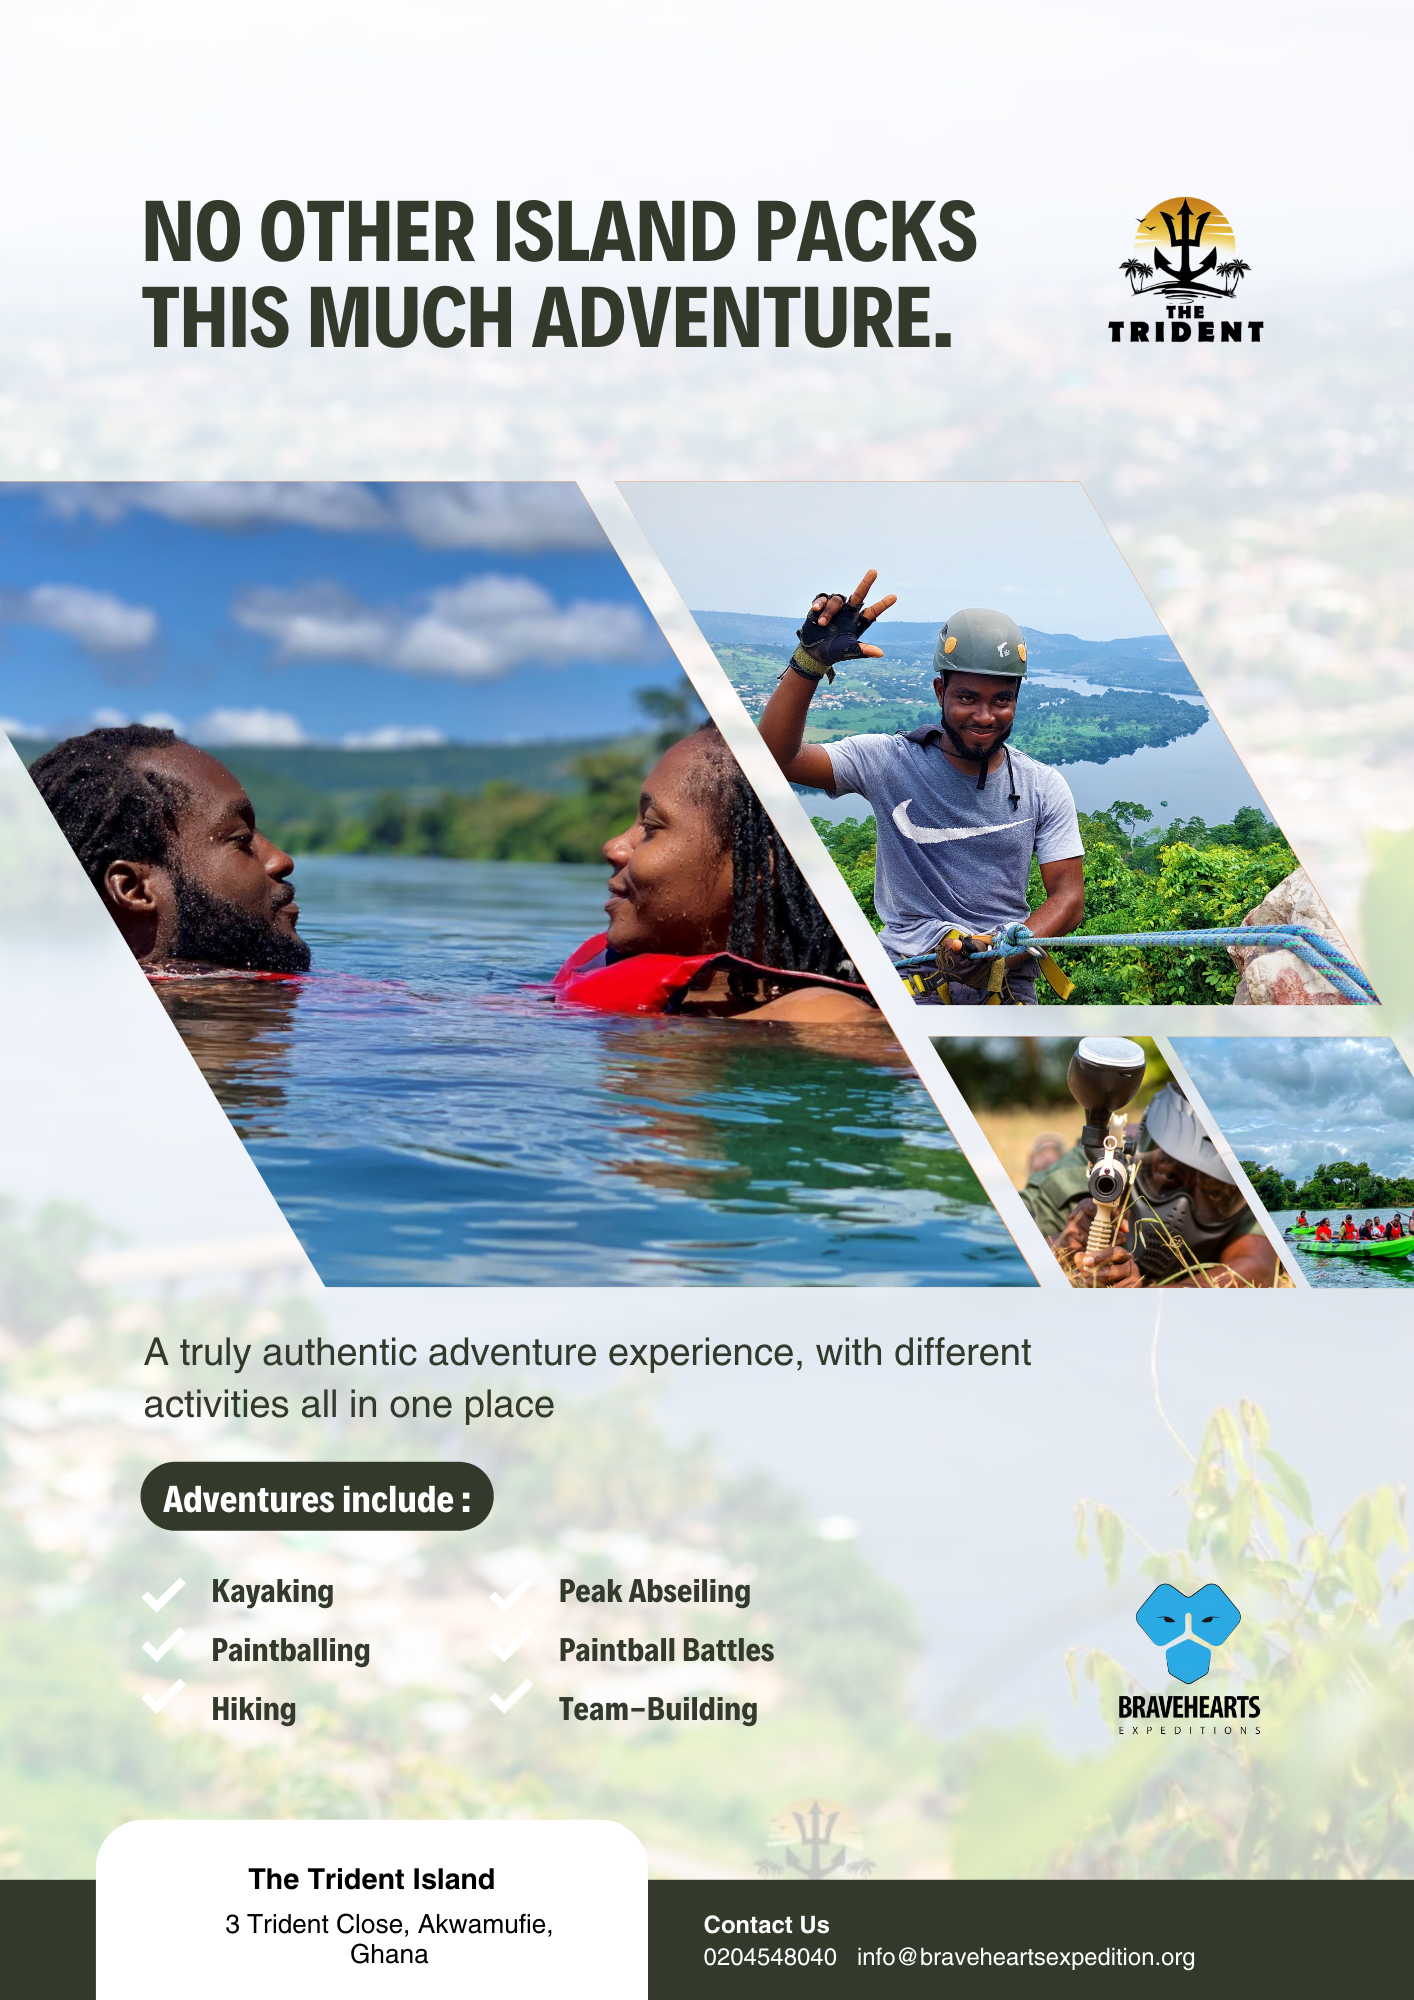 NO OTHER ISLAND PACKS
THIS MUCH ADVENTURE.
THE
TRIDENT
A truly authentic adventure experience, with different
activities all in one place
Adventures include :
Kayaking
Paintballing
Hiking
Peak Abseiling
Paintball Battles
Team-Building
BRAVEHEARTS
EXPEDITIONS
The Trident Island
3 Trident Close, Akwamufie,
Ghana
Contact Us
0204548040 info@braveheartsexpedition.org